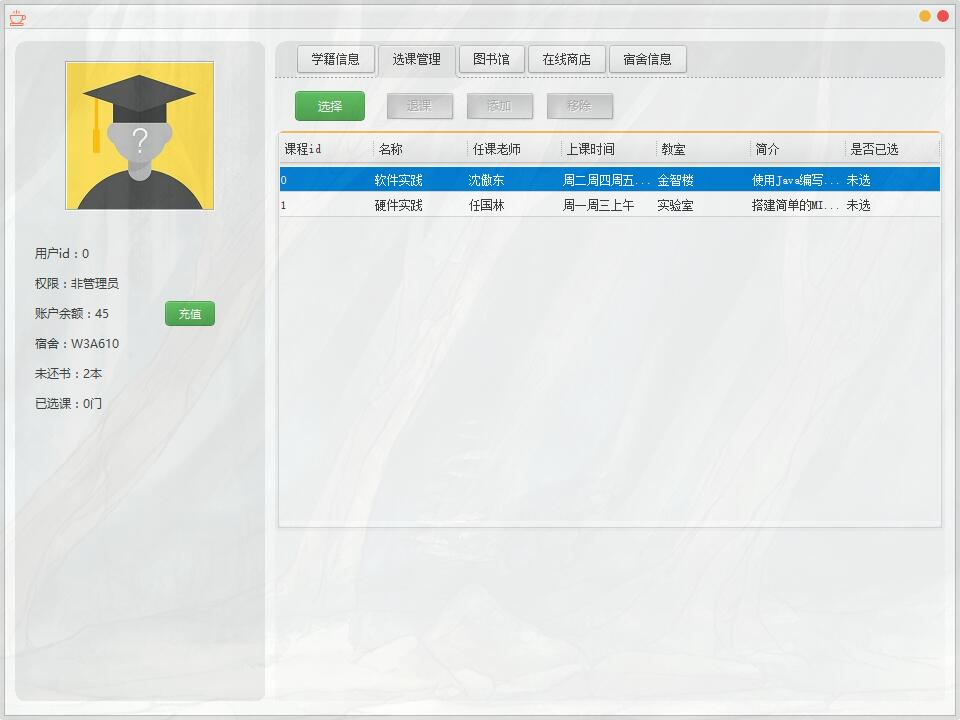 学籍信息 选课管理 图书馆 在线商店 宿舍信息
选择 退课 添加 移除
?
用户id：0
权限：非管理员
账户余额：45 充值
宿舍：W3A610
未还书：2本
已选课：0门
课程id 名称 任课老师 上课时间 教室 简介 是否已选
0 软件实践 沈傲东 周二周四周五... 金智楼 使用Java编写... 未选
1 硬件实践 任国林 周一周三上午 实验室 搭建简单的MI... 未选